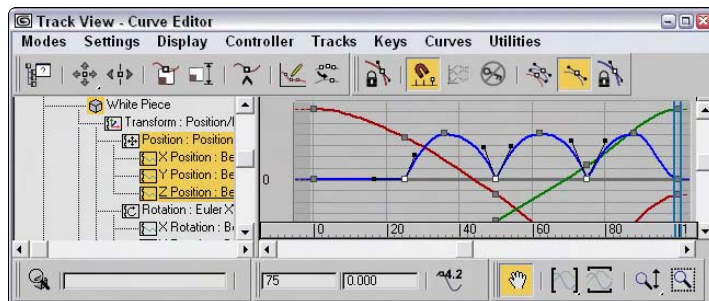 Track View - Curve Editor
Modes Settings Display Controller Tracks Keys Curves Utilities
White Piece
Transform : Position/
Position : Position
X Position : Be
Y Position : Be
Z Position : Be
Rotation : Euler X
X Rotation : B
0
0 20 40 60 80
75 0.000 4.2